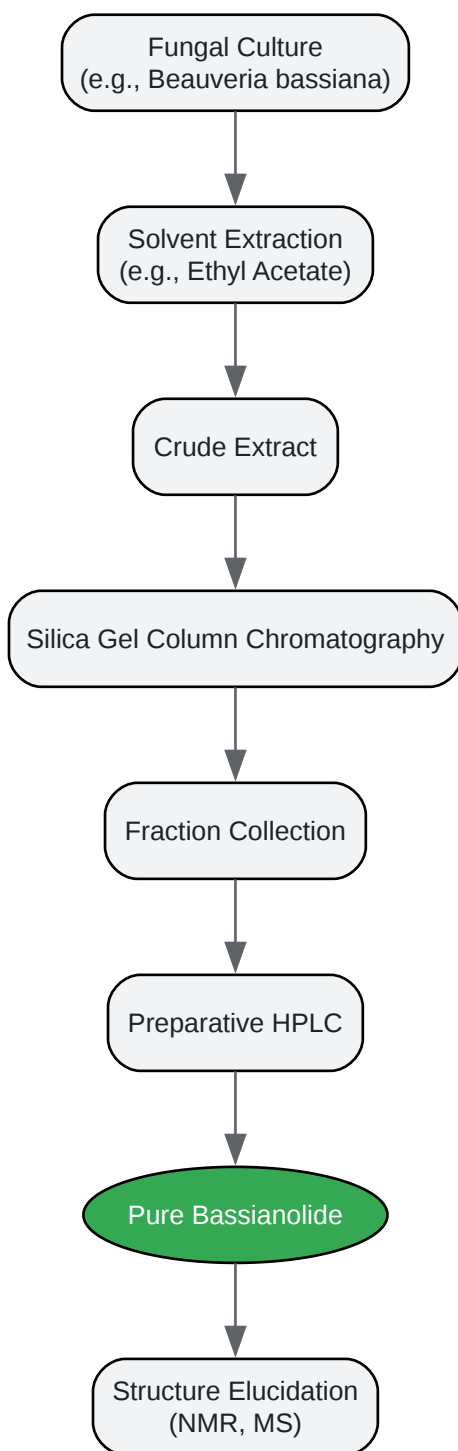 Fungal Culture
(e.g., Beauveria bassiana)
Solvent Extraction
(e.g., Ethyl Acetate)
Crude Extract
Silica Gel Column Chromatography
Fraction Collection
Preparative HPLC
Pure Bassianolide
Structure Elucidation
(NMR, MS)